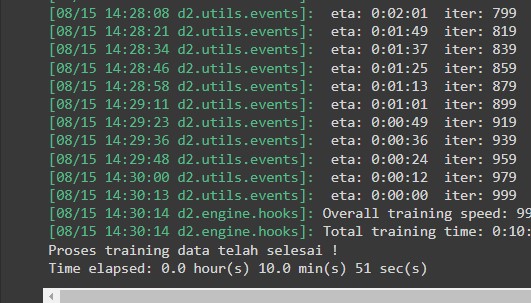 [08/15 14:28:08 d2.utils.events]: eta: 0:02:01 iter: 799
[08/15 14:28:21 d2.utils.events]: eta: 0:01:49 iter: 819
[08/15 14:28:34 d2.utils.events]: eta: 0:01:37 iter: 839
[08/15 14:28:46 d2.utils.events]: eta: 0:01:25 iter: 859
[08/15 14:28:58 d2.utils.events]: eta: 0:01:13 iter: 879
[08/15 14:29:11 d2.utils.events]: eta: 0:01:01 iter: 899
[08/15 14:29:23 d2.utils.events]: eta: 0:00:49 iter: 919
[08/15 14:29:36 d2.utils.events]: eta: 0:00:36 iter: 939
[08/15 14:29:48 d2.utils.events]: eta: 0:00:24 iter: 959
[08/15 14:30:00 d2.utils.events]: eta: 0:00:12 iter: 979
[08/15 14:30:13 d2.utils.events]: eta: 0:00:00 iter: 999
[08/15 14:30:14 d2.engine.hooks]: Overall training speed: 99
[08/15 14:30:14 d2.engine.hooks]: Total training time: 0:10:
Proses training data telah selesai !
Time elapsed: 0.0 hour(s) 10.0 min(s) 51 sec(s)